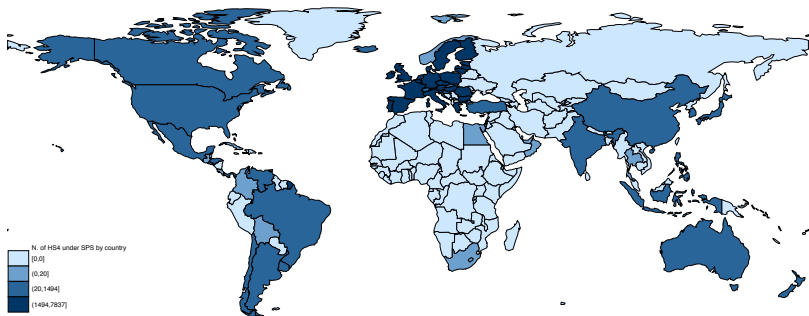 N. of HS4 under SPS by country
[0,0]
(0,20]
(20,1494]
(1494,7837]